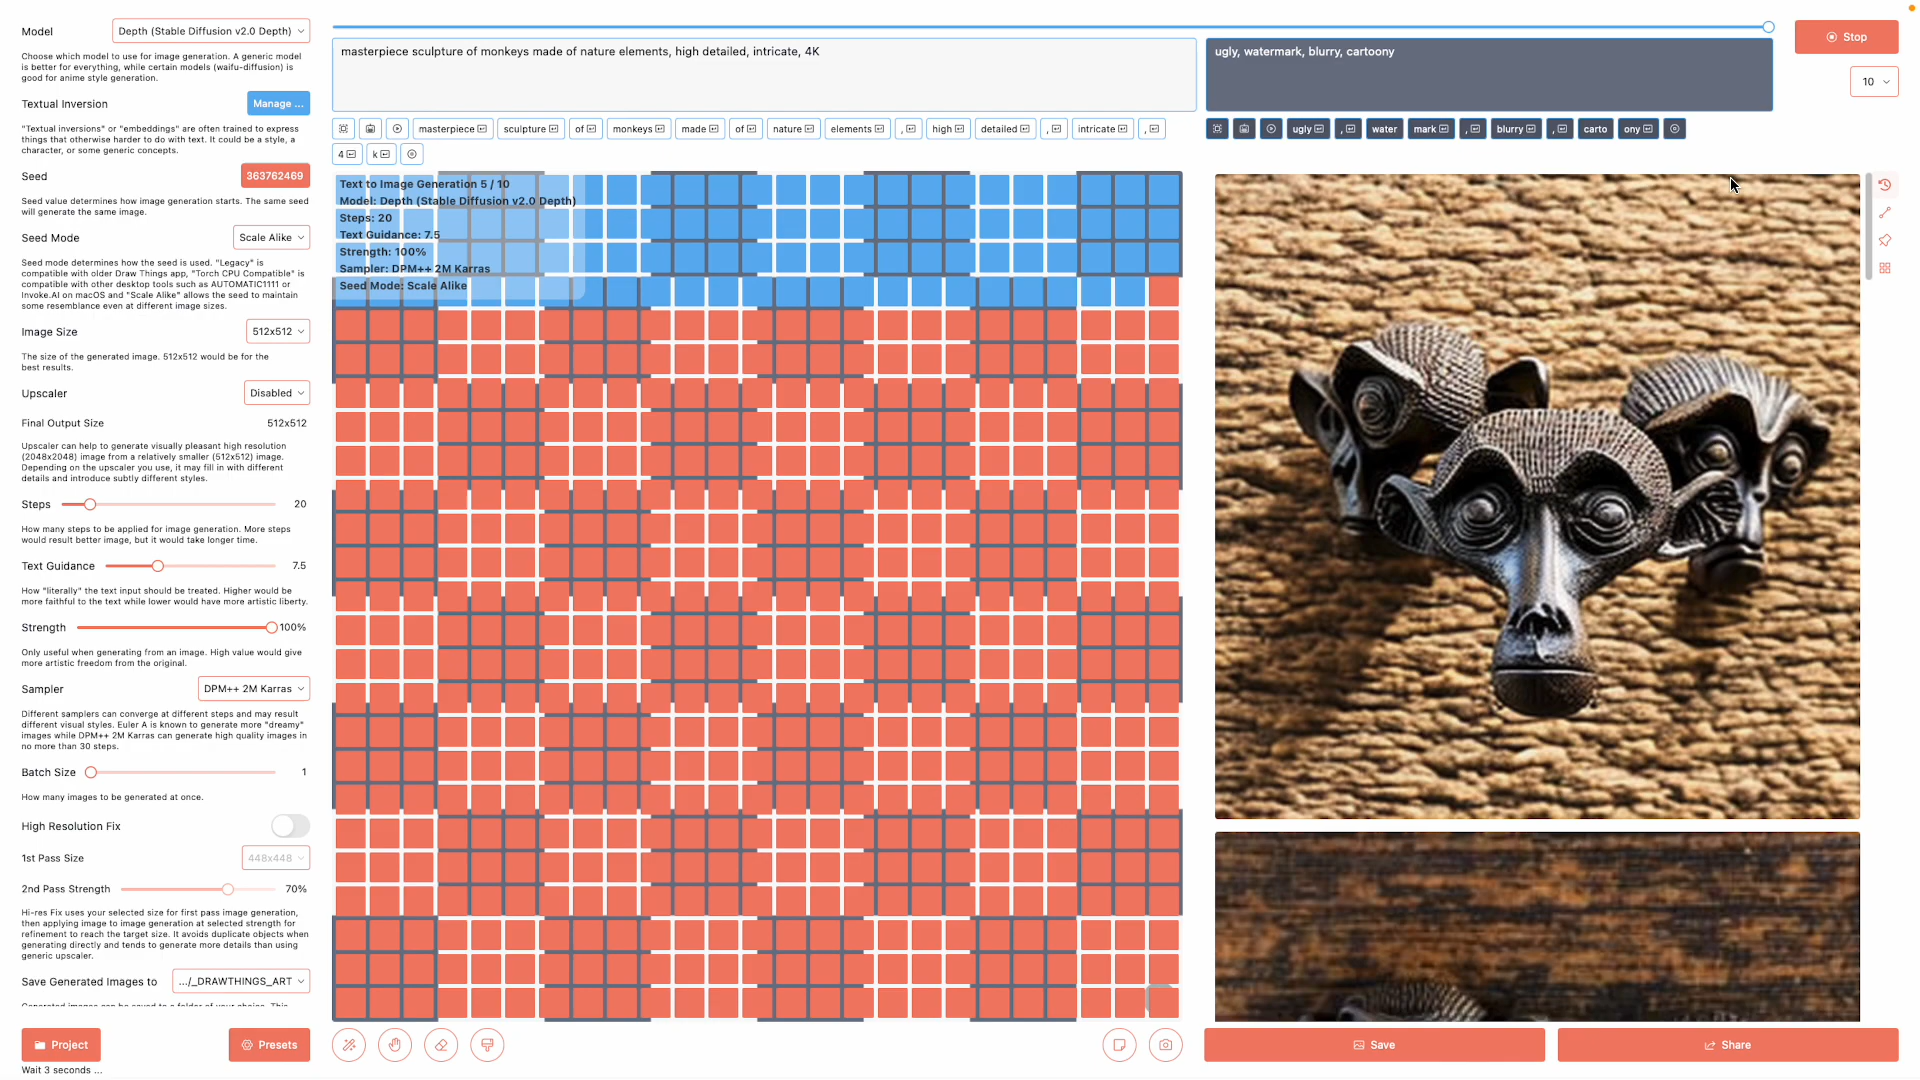 Model
Depth (Stable Diffusion v2.0 Depth)
Choose which model to use for image generation. A generic model
is better for everything, while certain models (waifu-diffusion) is
good for anime style generation.
Textual Inversion
Manage ...
"Textual inversions" or "embeddings" are often trained to express
things that otherwise harder to do with text. It could be a style, a
character, or some generic concepts.
Seed
363762469
Seed value determines how image generation starts. The same seed
will generate the same image.
Seed Mode
Scale Alike
Seed mode determines how the seed is used. "Legacy" is
compatible with older Draw Things app, "Torch CPU Compatible" is
compatible with other desktop tools such as AUTOMATIC1111 or
Invoke.AI on macOS and "Scale Alike" allows the seed to maintain
some resemblance even at different image sizes.
Image Size
512x512
The size of the generated image. 512x512 would be for the
best results.
Upscaler
Disabled
Final Output Size
512x512
Upscaler can help to generate visually pleasant high resolution
(2048x2048) image from a relatively smaller (512x512) image.
Depending on the upscaler you use, it may fill in with different
details and introduce subtly different styles.
Steps
20
How many steps to be applied for image generation. More steps
would result better image, but it would take longer time.
Text Guidance
7.5
How "literally" the text input should be treated. Higher would be
more faithful to the text while lower would have more artistic liberty.
Strength
100%
Only useful when generating from an image. High value would give
more artistic freedom from the original.
Sampler
DPM++ 2M Karras
Different samplers can converge at different steps and may result
different visual styles. Euler A is known to generate more "dreamy"
images while DPM++ 2M Karras can generate high quality images in
no more than 30 steps.
Batch Size
1
How many images to be generated at once.
High Resolution Fix
1st Pass Size
448x448
2nd Pass Strength
70%
Hi-res Fix uses your selected size for first pass image generation,
then applying image to image generation at selected strength for
refinement to reach the target size. It avoids duplicate objects when
generating directly and tends to generate more details than using
generic upscaler.
Save Generated Images to
.../_DRAWTHINGS_ART
Generated images can be saved to a folder of your choice. This
Project
Presets
Wait 3 seconds ...
masterpiece sculpture of monkeys made of nature elements, high detailed, intricate, 4K
masterpiece sculpture of monkeys made of nature elements , high detailed , intricate ,
4 k
Text to Image Generation 5 / 10
Model: Depth (Stable Diffusion v2.0 Depth)
Steps: 20
Text Guidance: 7.5
Strength: 100%
Sampler: DPM++ 2M Karras
Seed Mode: Scale Alike
ugly, watermark, blurry, cartoony
ugly , water mark , blurry , carto ony
Stop
10
Save
Share